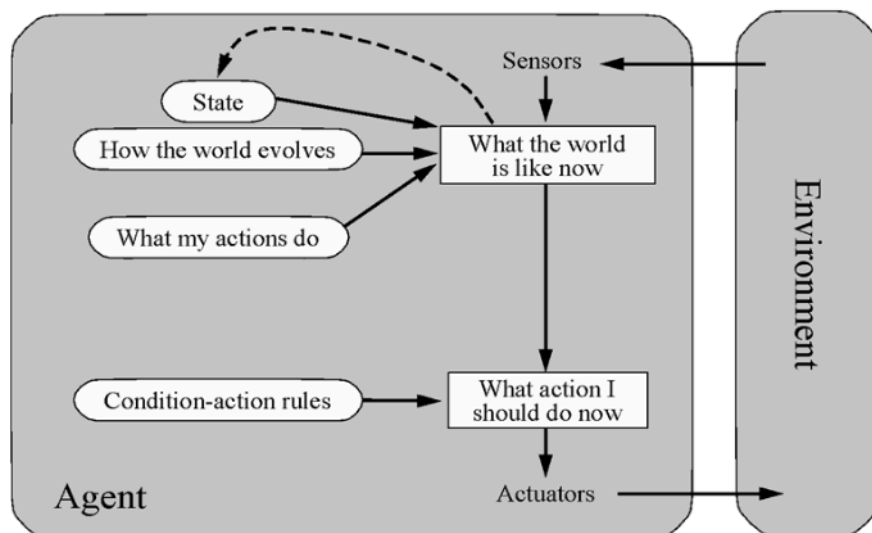 Sensors
State
What the world
is like now
How the world evolves
What my actions do
Environment
What action I
should do now
Condition-action rules
Agent
Actuators